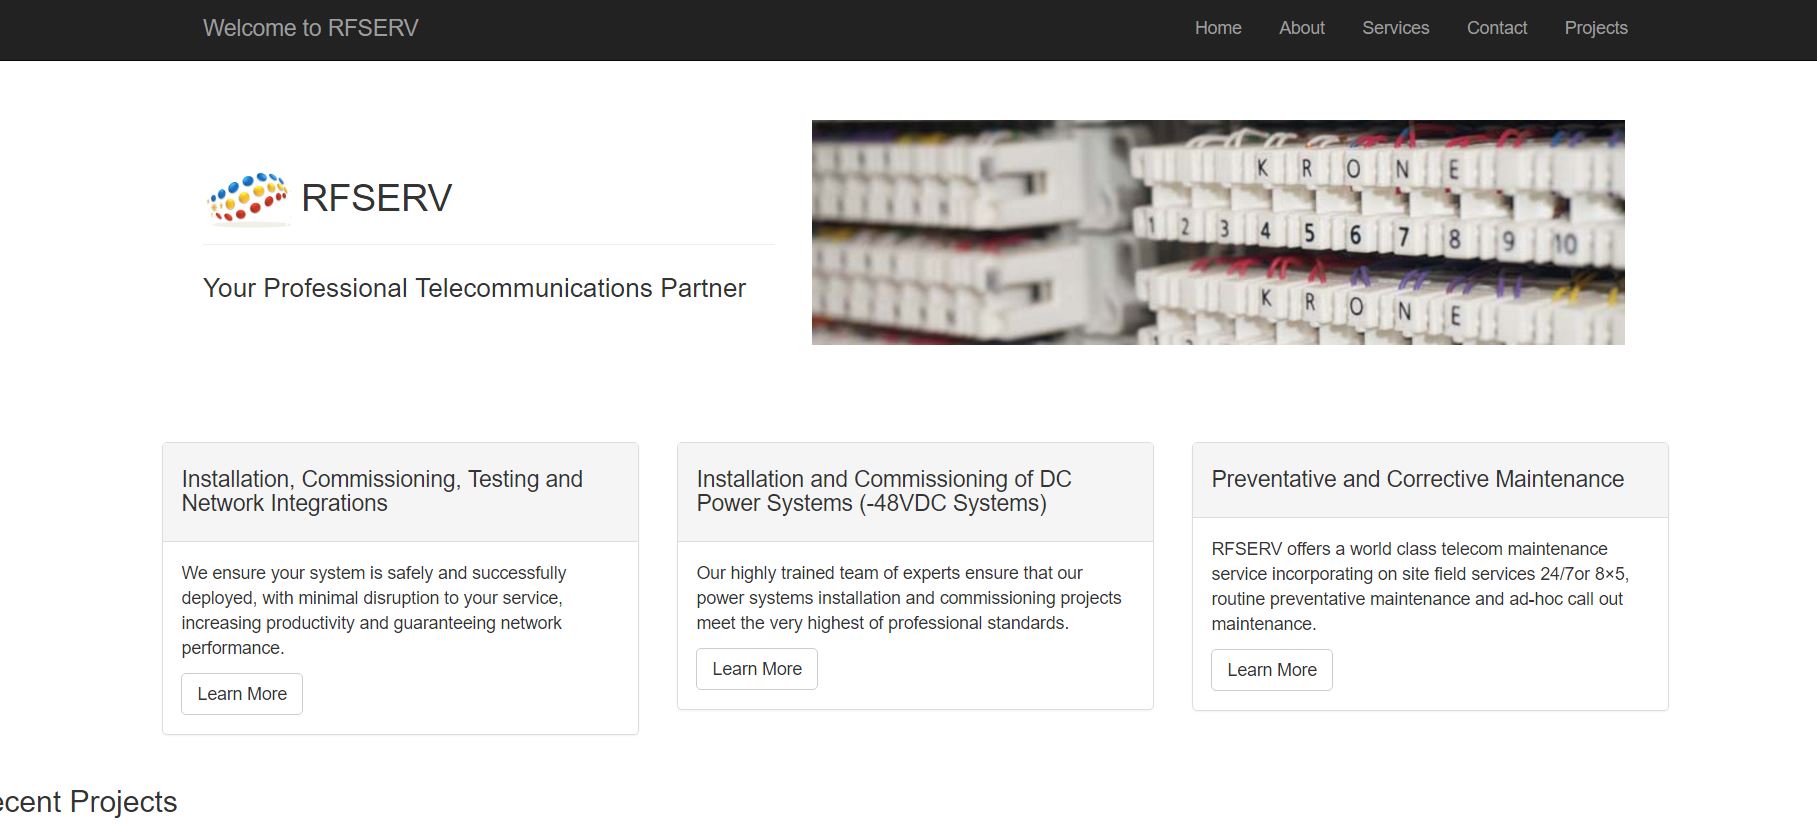 Welcome to RFSERV
Home About Services Contact Projects
RFSERV
Your Professional Telecommunications Partner
K R O N E
1 2 3 4 5 6 7 8 9 10
K R O N E
Installation, Commissioning, Testing and
Network Integrations
We ensure your system is safely and successfully
deployed, with minimal disruption to your service,
increasing productivity and guaranteeing network
performance.
Learn More
Installation and Commissioning of DC
Power Systems (-48VDC Systems)
Our highly trained team of experts ensure that our
power systems installation and commissioning projects
meet the very highest of professional standards.
Learn More
Preventative and Corrective Maintenance
RFSERV offers a world class telecom maintenance
service incorporating on site field services 24/7or 8×5,
routine preventative maintenance and ad-hoc call out
maintenance.
Learn More
ecent Projects